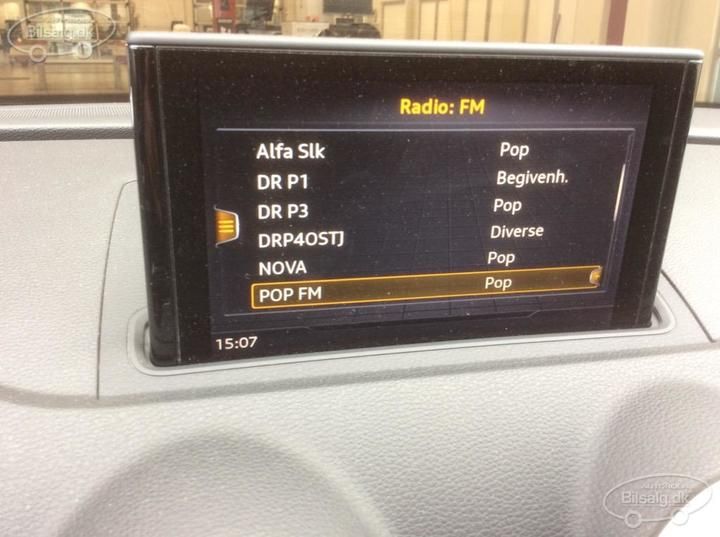 Bilsalg.dk
Radio: FM
Alfa Slk Pop
DR P1 Begivenh.
DR P3 Pop
DRP4OSTJ Diverse
NOVA Pop
POP FM Pop
15:07
Bilsalg.dk